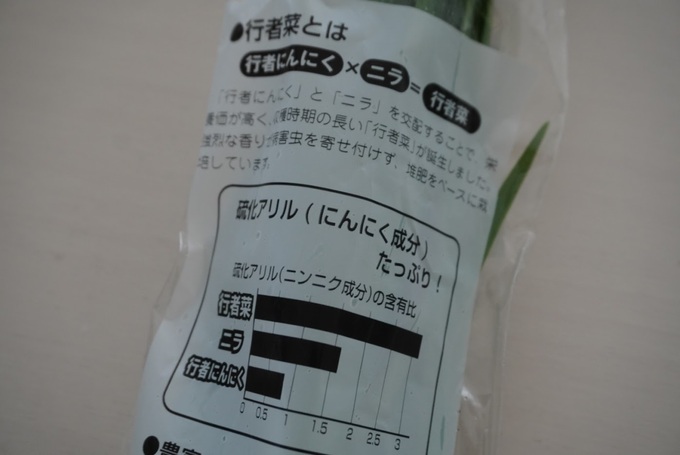 ●行者菜とは
行者にんにく×ニラ=行者菜
「行者にんにく」と「ニラ」を交配することで、栄
養価が高く、収穫時期の長い「行者菜」が誕生しました。
強烈な香りが病害虫を寄せ付けず、堆肥をベースに栽
培しています
硫化アリル(にんにく成分)
たっぷり!
硫化アリル(ニンニク成分)の含有比
行者菜
ニラ
行者にんにく
0 0.5 1 1.5 2 2.5 3
●豊富